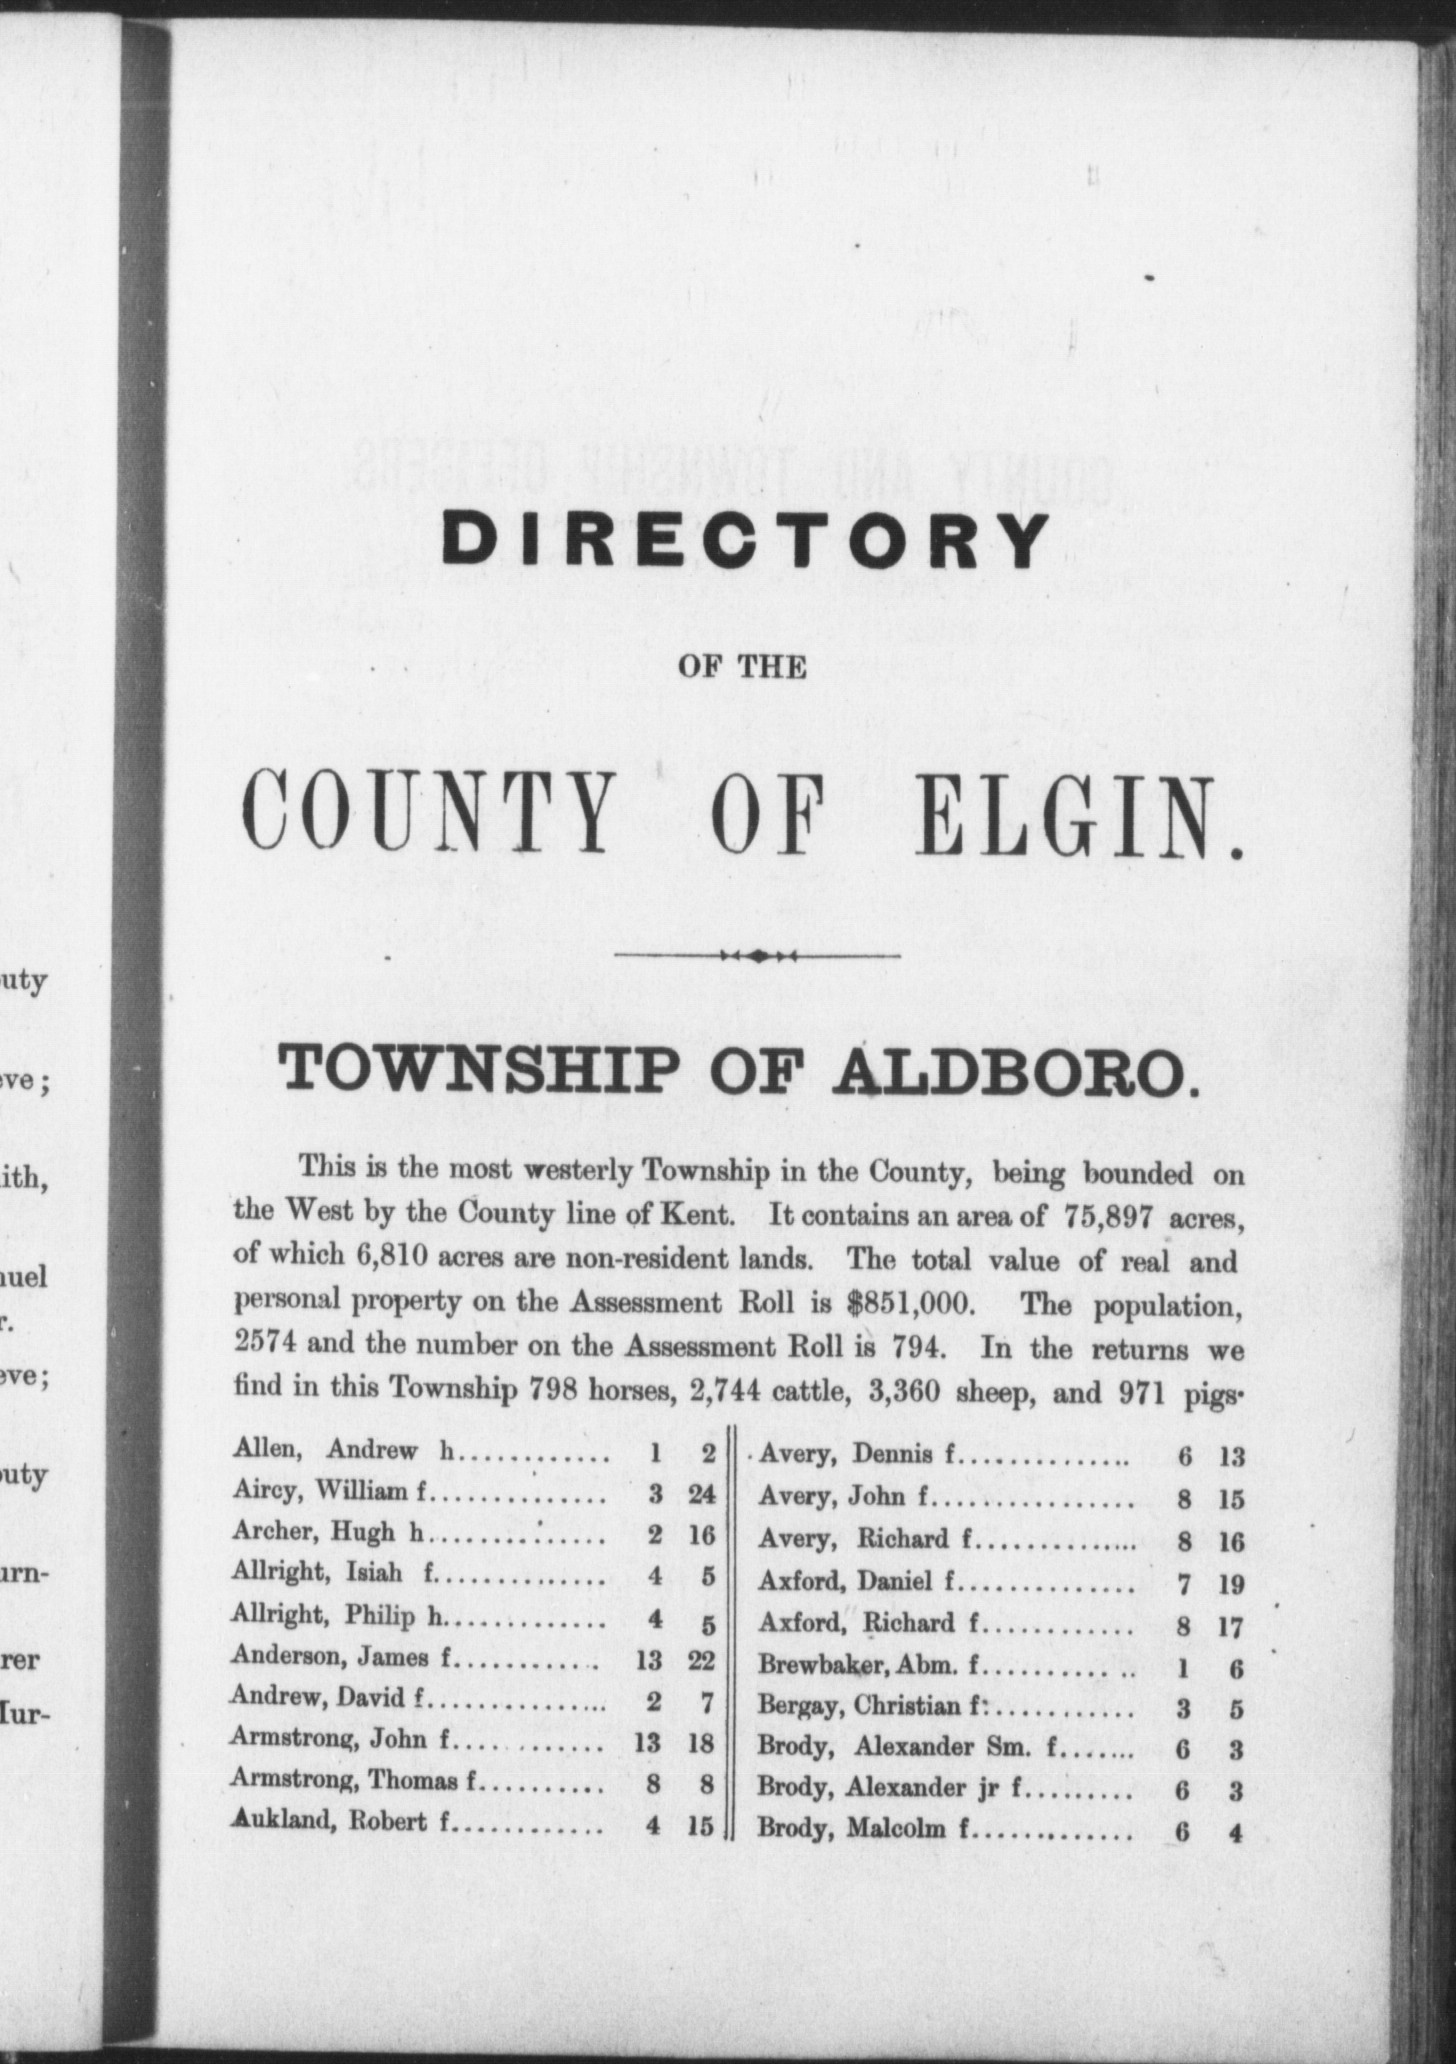 DIRECTORY
OF THE
COUNTY OF ELGIN.
TOWNSHIP OF ALDBORO.
This is the most westerly Township in the County, being bounded on
the West by the County line of Kent. It contains an area of 75,897 acres,
of which 6,810 acres are non-resident lands. The total value of real and
personal property on the Assessment Roll is $851,000. The population,
2574 and the number on the Assessment Roll is 794. In the returns we
find in this Township 798 horses, 2,744 cattle, 3,360 sheep, and 971 pigs.
Allen, Andrew h............ 1 2
Aircy, William f.............. 3 24
Archer, Hugh h.............. 2 16
Allright, Isiah f.............. 4 5
Allright, Philip h............. 4 5
Anderson, James f............ 13 22
Andrew, David f............... 2 7
Armstrong, John f............ 13 18
Armstrong, Thomas f.......... 8 8
Aukland, Robert f............ 4 15
Avery, Dennis f.............. 6 13
Avery, John f................ 8 15
Avery, Richard f.............. 8 16
Axford, Daniel f.............. 7 19
Axford, Richard f............ 8 17
Brewbaker, Abm. f............ 1 6
Bergay, Christian f:........... 3 5
Brody, Alexander Sm. f....... 6 3
Brody, Alexander jr f......... 6 3
Brody, Malcolm f............. 6 4
uty
ve;
ith,
uel
r.
eve;
uty
urn-
rer
Iur-